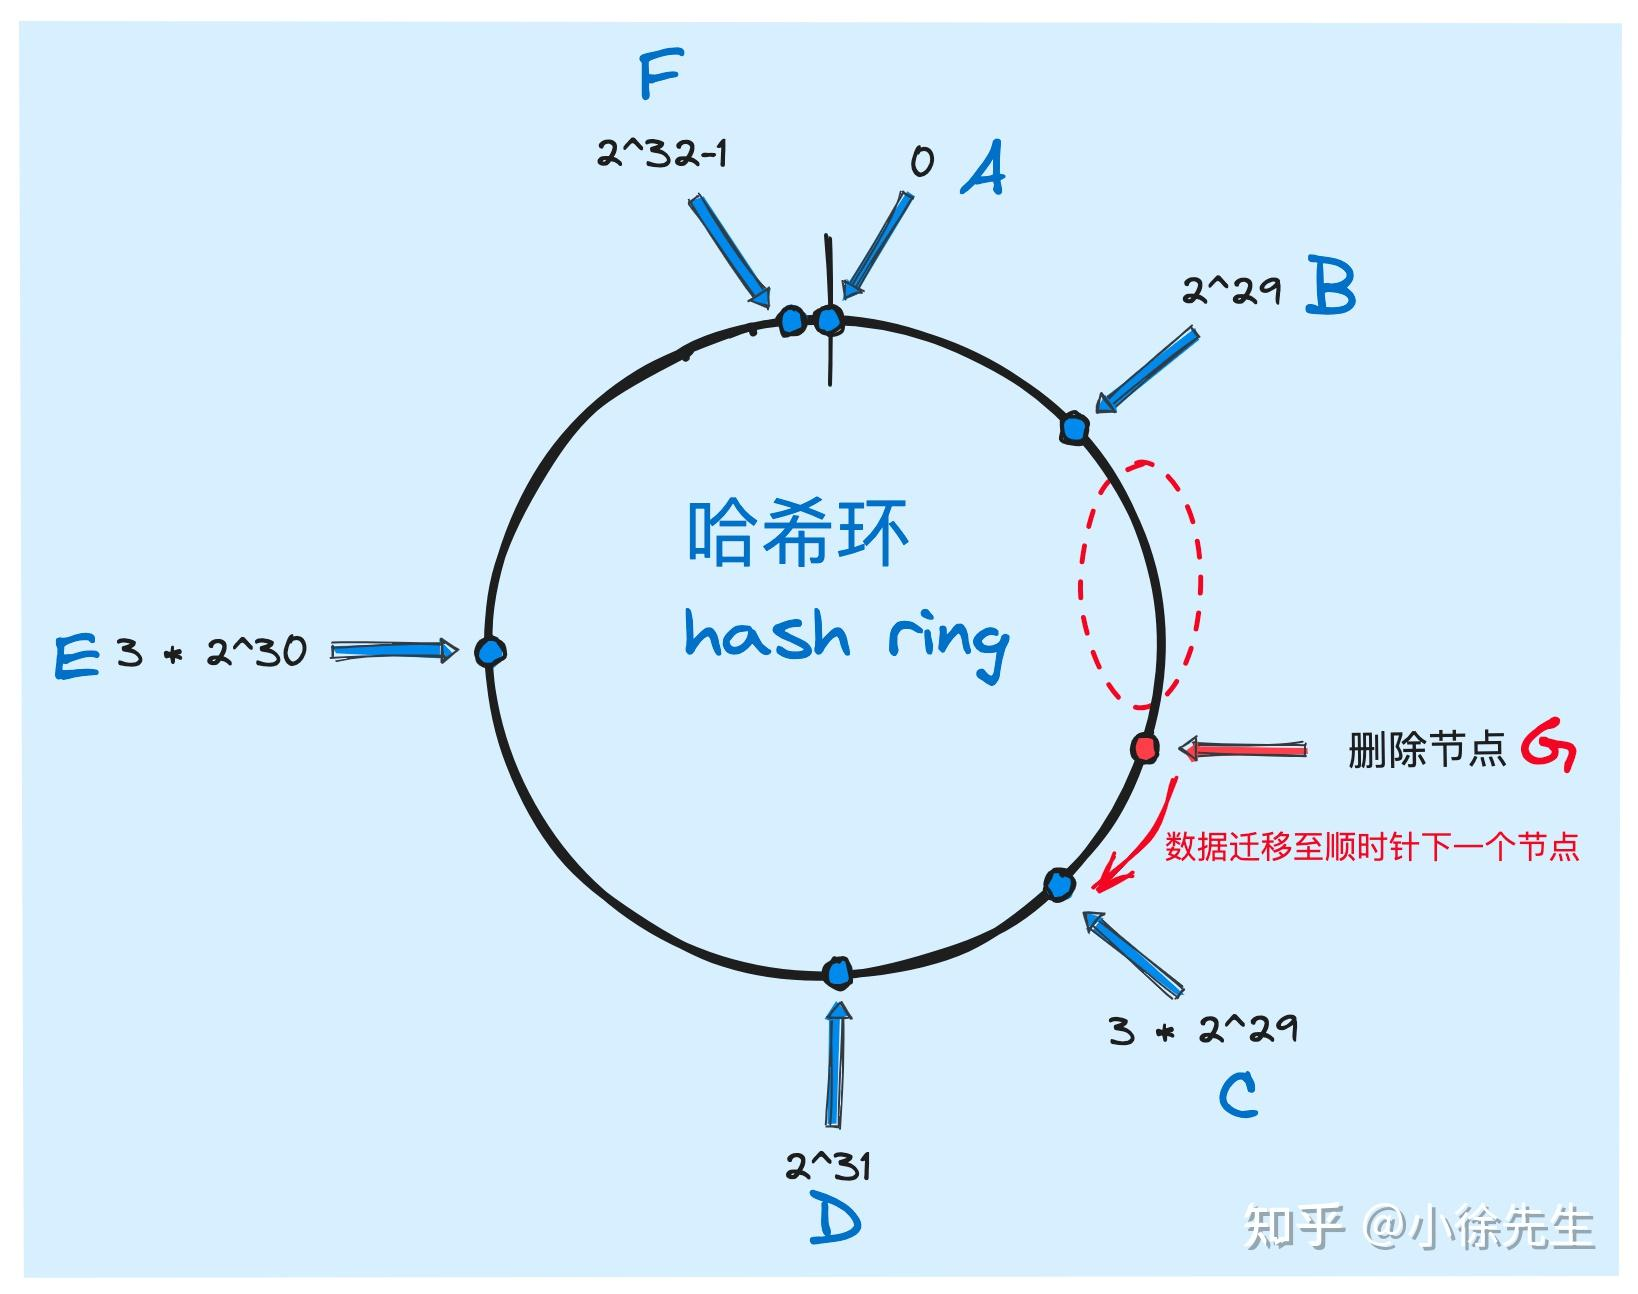 F
2^32-1
0 A
2^29 B
哈希环
hash ring
E 3 * 2^30
删除节点 G
数据迁移至顺时针下一个节点
3 * 2^29
C
2^31
D
知乎 @小徐先生